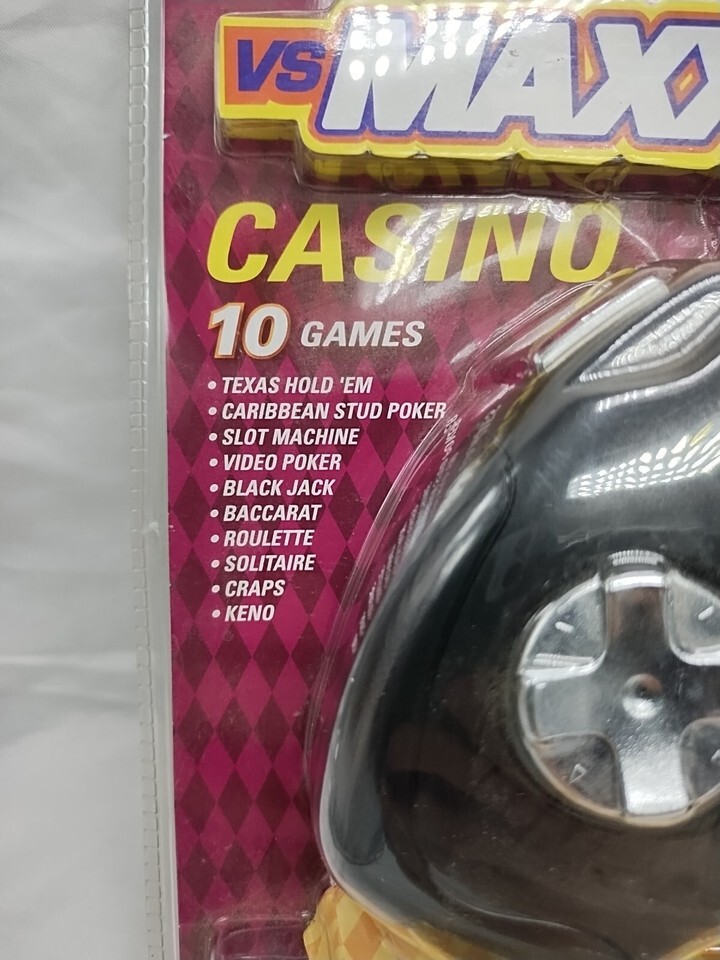 VS MAXX
CASINO
10 GAMES
• TEXAS HOLD 'EM
• CARIBBEAN STUD POKER
• SLOT MACHINE
• VIDEO POKER
• BLACK JACK
• BACCARAT
• ROULETTE
• SOLITAIRE
• CRAPS
• KENO